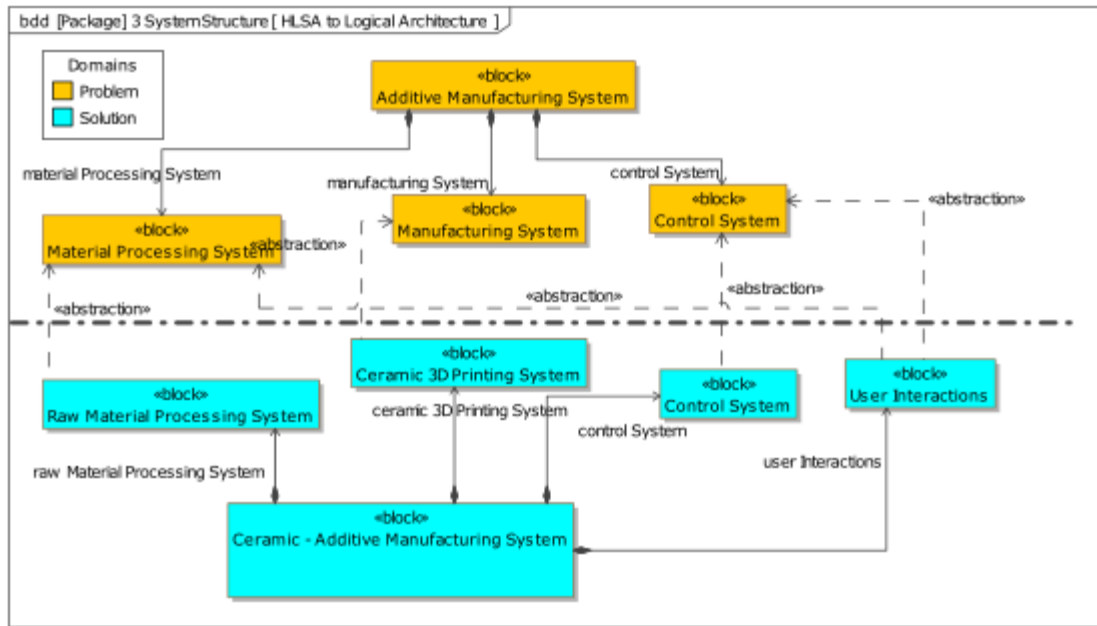 bdd [Package] 3 SystemStructure [ HLSA to Logical Architecture ]
Domains
Problem
Solution
«block»
Additive Manufacturing System
material Processing System
manufacturing System
control System
«block»
Material Processing System
«block»
Manufacturing System
«block»
Control System
«abstraction»
«abstraction»
«abstraction»
«abstraction»
«abstraction»
«block»
Raw Material Processing System
«block»
Ceramic 3D Printing System
«block»
Control System
«block»
User Interactions
ceramic 3D Printing System
control System
raw Material Processing System
user Interactions
«block»
Ceramic - Additive Manufacturing System